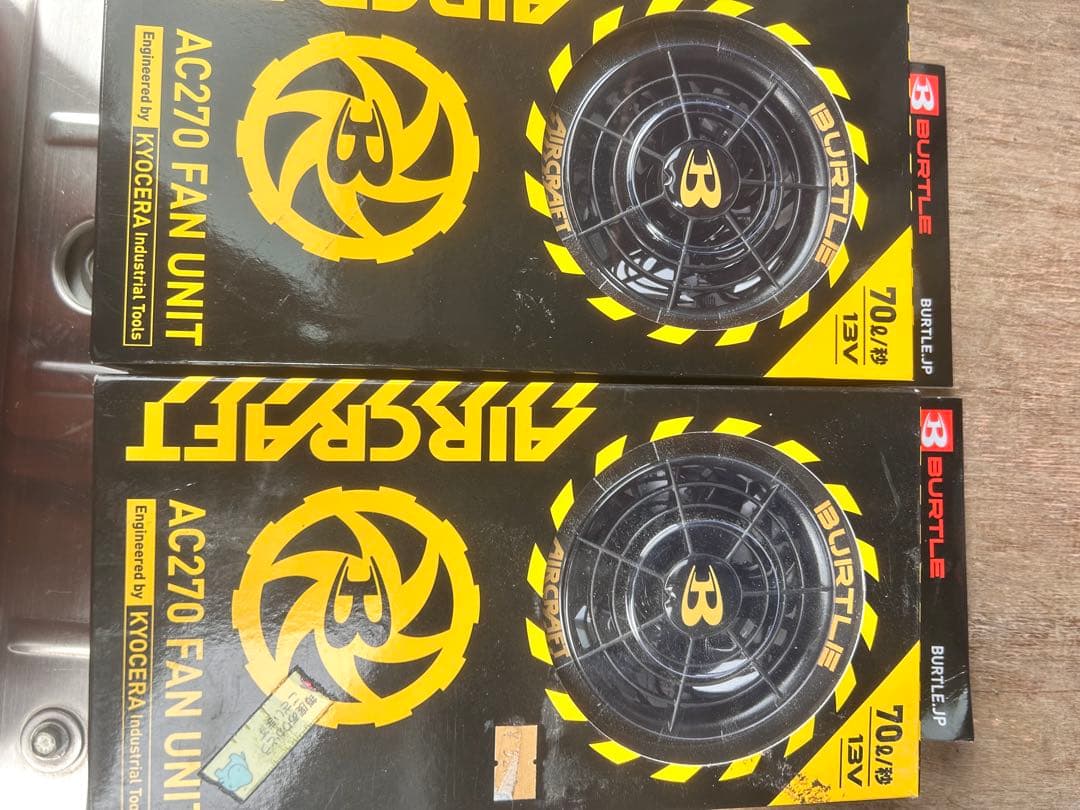 AIRCRAFT
AC270 FAN UNIT
Engineered by KYOCERA Industrial Tools
B
AIRCRAFT
BURTLE
B
70ℓ/秒
13V
B BURTLE
BURTLE.JP
AIRCRAFT
AC270 FAN UNIT
Engineered by KYOCERA Industrial Too
B
AIRCRAFT
BURTLE
B
70ℓ/秒
13V
B BURTLE
BURTLE.JP